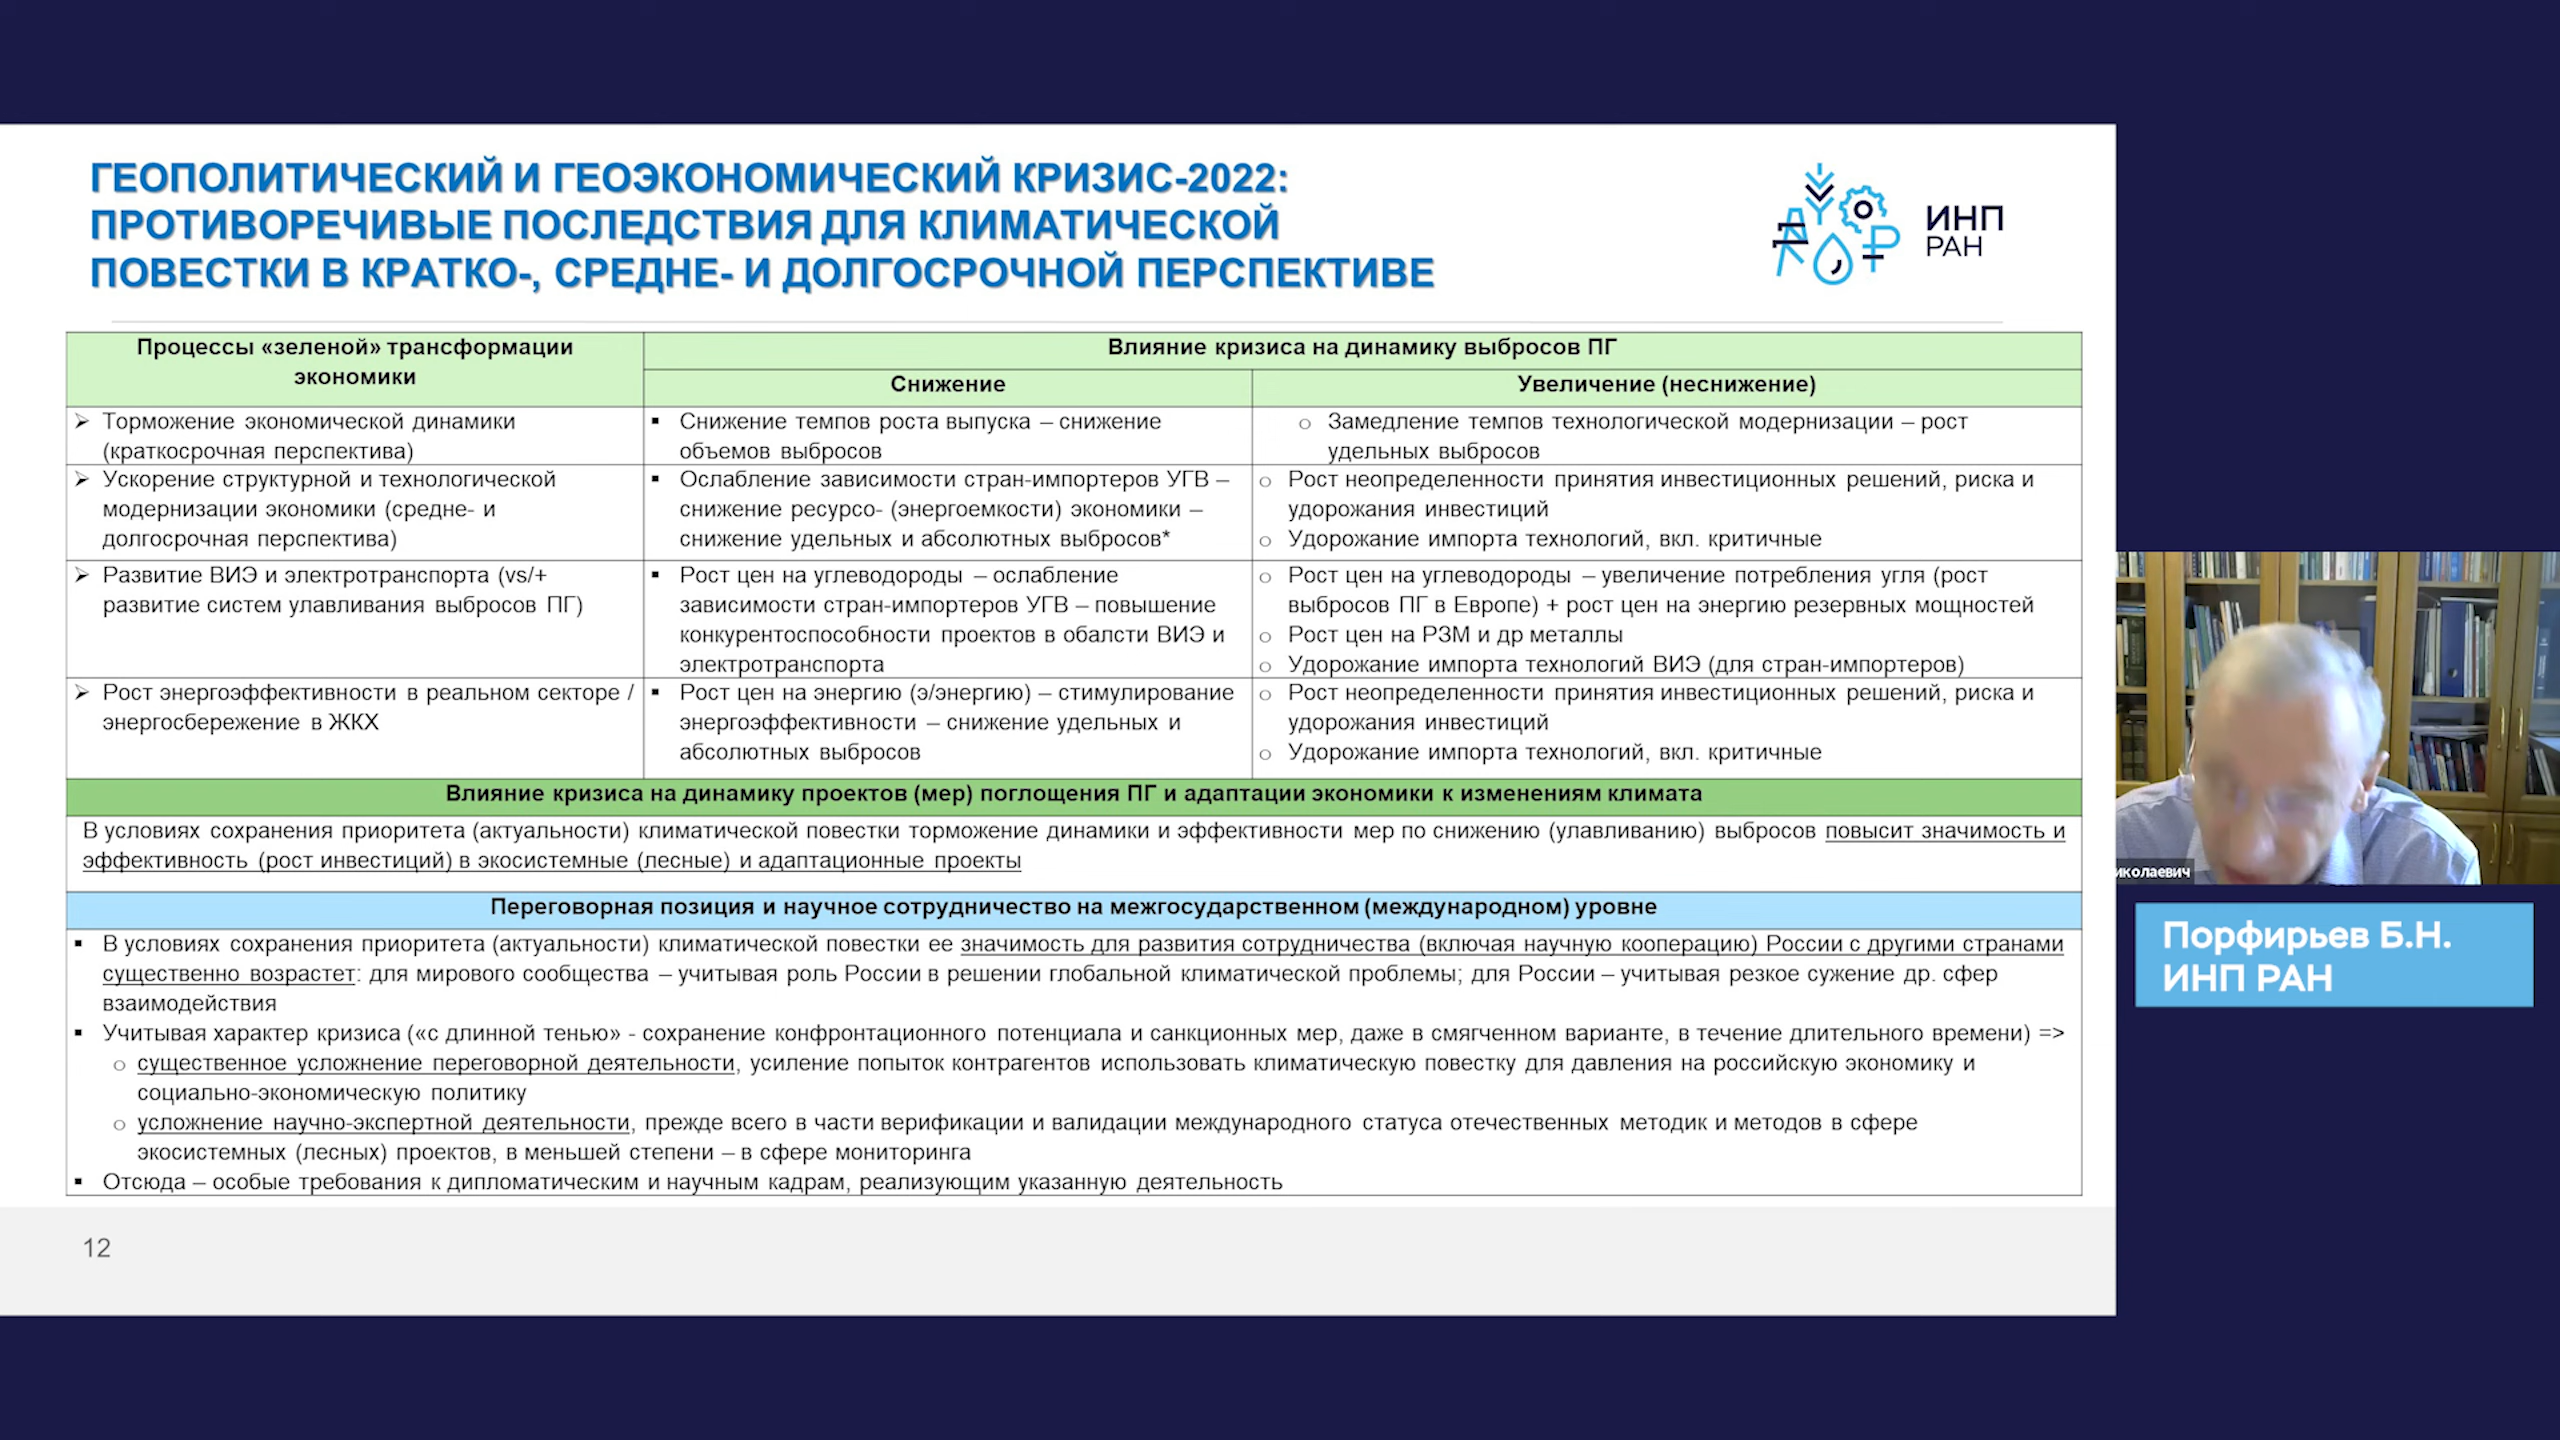 ГЕОПОЛИТИЧЕСКИЙ И ГЕОЭКОНОМИЧЕСКИЙ КРИЗИС-2022:
ПРОТИВОРЕЧИВЫЕ ПОСЛЕДСТВИЯ ДЛЯ КЛИМАТИЧЕСКОЙ
ПОВЕСТКИ В КРАТКО-, СРЕДНЕ- И ДОЛГОСРОЧНОЙ ПЕРСПЕКТИВЕ
ИНП
РАН
Процессы «зеленой» трансформации
экономики
Влияние кризиса на динамику выбросов ПГ
Снижение
Увеличение (неснижение)
➢ Торможение экономической динамики
(краткосрочная перспектива)
▪ Снижение темпов роста выпуска – снижение
объемов выбросов
o Замедление темпов технологической модернизации – рост
удельных выбросов
➢ Ускорение структурной и технологической
модернизации экономики (средне- и
долгосрочная перспектива)
▪ Ослабление зависимости стран-импортеров УГВ –
снижение ресурсо- (энергоемкости) экономики –
снижение удельных и абсолютных выбросов*
o Рост неопределенности принятия инвестиционных решений, риска и
удорожания инвестиций
o Удорожание импорта технологий, вкл. критичные
➢ Развитие ВИЭ и электротранспорта (vs/+
развитие систем улавливания выбросов ПГ)
▪ Рост цен на углеводороды – ослабление
зависимости стран-импортеров УГВ – повышение
конкурентоспособности проектов в обалсти ВИЭ и
электротранспорта
o Рост цен на углеводороды – увеличение потребления угля (рост
выбросов ПГ в Европе) + рост цен на энергию резервных мощностей
o Рост цен на РЗМ и др металлы
o Удорожание импорта технологий ВИЭ (для стран-импортеров)
➢ Рост энергоэффективности в реальном секторе /
энергосбережение в ЖКХ
▪ Рост цен на энергию (э/энергию) – стимулирование
энергоэффективности – снижение удельных и
абсолютных выбросов
o Рост неопределенности принятия инвестиционных решений, риска и
удорожания инвестиций
o Удорожание импорта технологий, вкл. критичные
Влияние кризиса на динамику проектов (мер) поглощения ПГ и адаптации экономики к изменениям климата
В условиях сохранения приоритета (актуальности) климатической повестки торможение динамики и эффективности мер по снижению (улавливанию) выбросов повысит значимость и
эффективность (рост инвестиций) в экосистемные (лесные) и адаптационные проекты
Переговорная позиция и научное сотрудничество на межгосударственном (международном) уровне
▪ В условиях сохранения приоритета (актуальности) климатической повестки ее значимость для развития сотрудничества (включая научную кооперацию) России с другими странами
существенно возрастет: для мирового сообщества – учитывая роль России в решении глобальной климатической проблемы; для России – учитывая резкое сужение др. сфер
взаимодействия
▪ Учитывая характер кризиса («с длинной тенью» - сохранение конфронтационного потенциала и санкционных мер, даже в смягченном варианте, в течение длительного времени) =>
o существенное усложнение переговорной деятельности, усиление попыток контрагентов использовать климатическую повестку для давления на российскую экономику и
социально-экономическую политику
o усложнение научно-экспертной деятельности, прежде всего в части верификации и валидации международного статуса отечественных методик и методов в сфере
экосистемных (лесных) проектов, в меньшей степени – в сфере мониторинга
▪ Отсюда – особые требования к дипломатическим и научным кадрам, реализующим указанную деятельность
12
иколаевич
Порфирьев Б.Н.
ИНП РАН